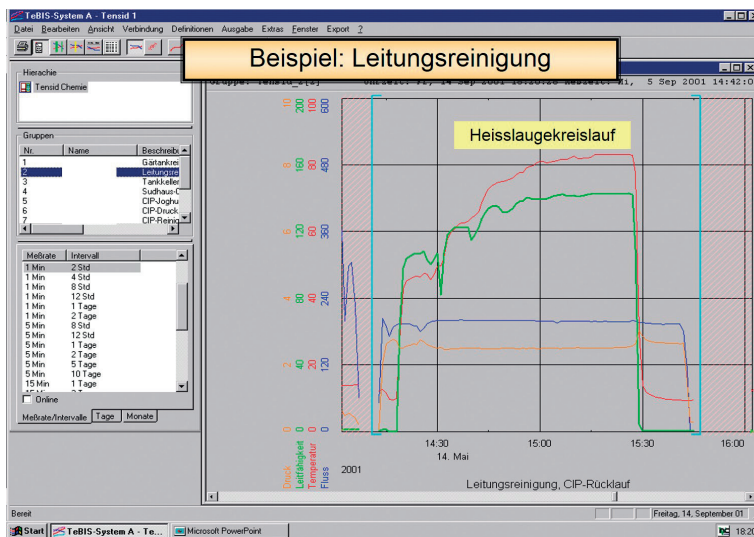 TeBIS-System A - Tensid 1
Datei Bearbeiten Ansicht Verbindung Definitionen Ausgabe Extras Fenster Export ?
Beispiel: Leitungsreinigung
Hierachie
Tensid Chemie
Gruppen
Nr. Name Beschreibu
1 Gärtankrei
2 Leitungsre
3 Tankkeller
4 Sudhaus-C
5 CIP-Joghu
6 CIP-Druck
7 CIP-Reinig
Meßrate Intervall
1 Min 2 Std
1 Min 4 Std
1 Min 8 Std
1 Min 12 Std
1 Min 1 Tage
1 Min 2 Tage
5 Min 8 Std
5 Min 12 Std
5 Min 1 Tage
5 Min 2 Tage
5 Min 5 Tage
5 Min 10 Tage
15 Min 1 Tage
Online
Meßrate/Intervalle Tage Monate
5 Sep 2001 14:42:0
Heisslaugekreislauf
10 200 100 600
8 160 80 480
6 120 60 360
4 80 40 240
2 40 20 120
0 0 0 0
Druck
Leitfähigkeit
Temperatur
Fluss
14:30 15:00 15:30 16:00
14. Mai
2001
Leitungsreinigung, CIP-Rücklauf
Bereit
Freitag, 14, September 01
Start TeBIS-System A - Te... Microsoft PowerPoint 18:20